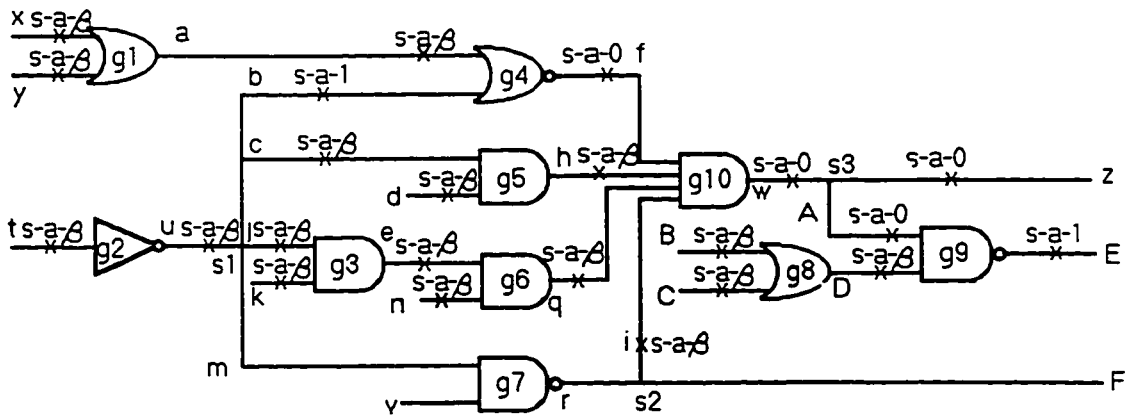 x s-a-β a
s-a-β g1 s-a-β s-a-0 f
y b s-a-1 g4
c s-a-β h s-a-β s-a-0 s3 s-a-0
s-a-β g5 g10 w z
d A s-a-0
t s-a-β g2 u s-a-β j s-a-β e s-a-β s-a-β B s-a-β s-a-1
s1 s-a-β g3 g6 g8 s-a-β g9 E
k n s-a-β q C s-a-β D
i s-a-β
m g7
v r s2 F